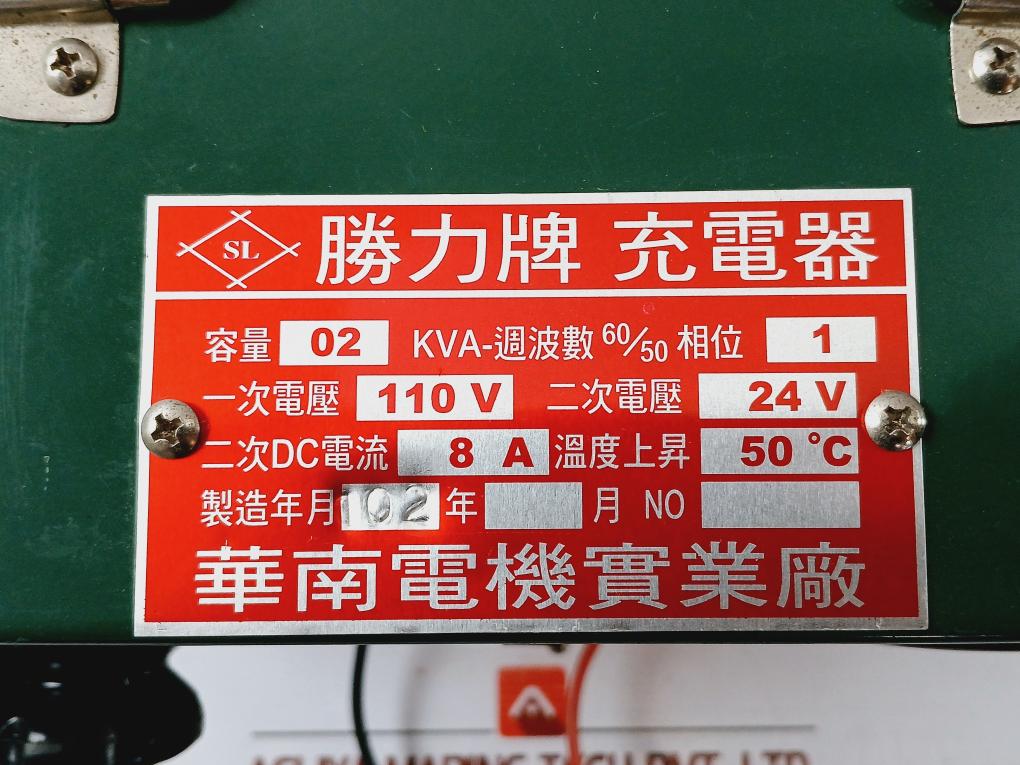 SL 勝力牌 充電器
容量 02 KVA-週波數 60/50 相位 1
一次電壓 110 V 二次電壓 24 V
二次DC電流 8 A 溫度上昇 50 °C
製造年月 102 年 月 NO
華南電機實業廠